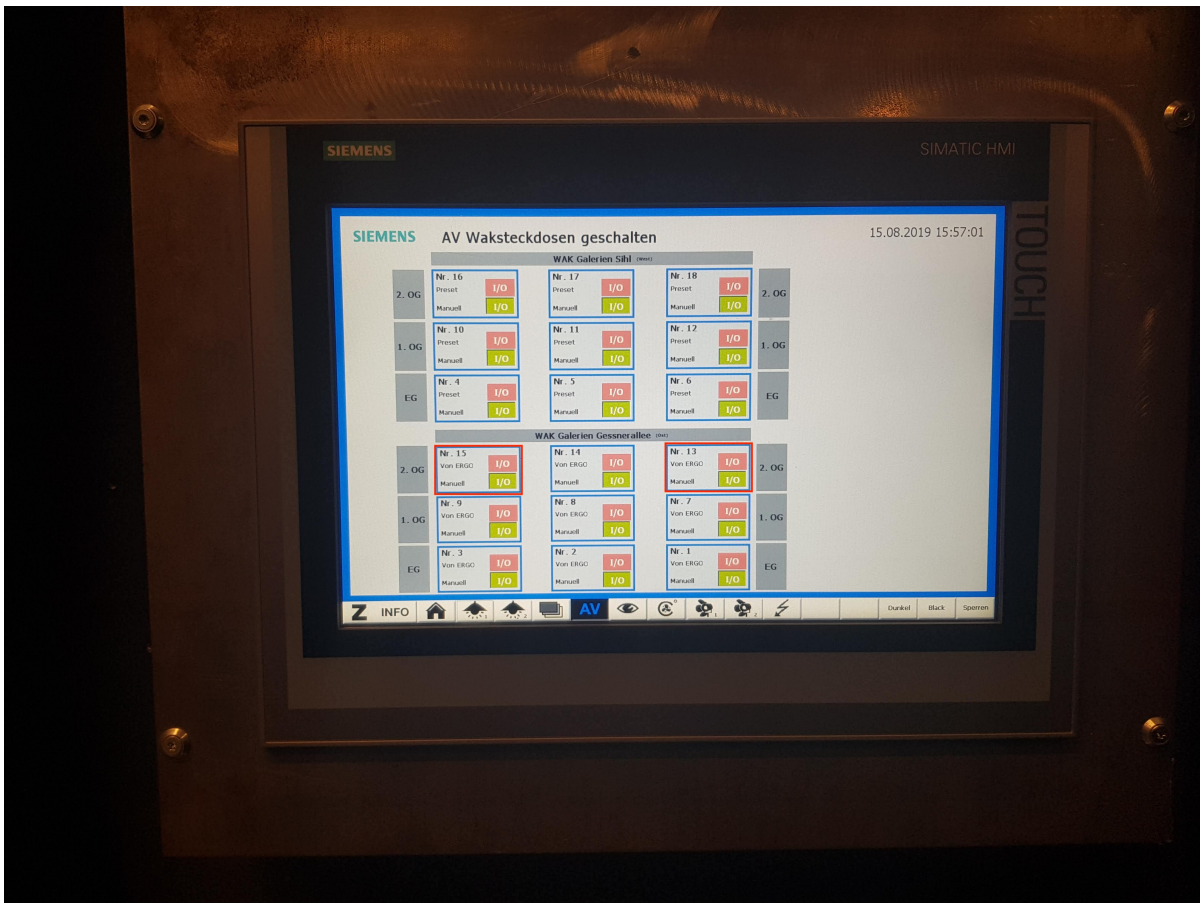 SIEMENS
SIMATIC HMI
TOUCH
SIEMENS AV Waksteckdosen geschalten 15.08.2019 15:57:01
WAK Galerien Sihl (West)
2. OG
Nr. 16
Preset I/O
Manuell I/O
Nr. 17
Preset I/O
Manuell I/O
Nr. 18
Preset I/O
Manuell I/O
2. OG
1. OG
Nr. 10
Preset I/O
Manuell I/O
Nr. 11
Preset I/O
Manuell I/O
Nr. 12
Preset I/O
Manuell I/O
1. OG
EG
Nr. 4
Preset I/O
Manuell I/O
Nr. 5
Preset I/O
Manuell I/O
Nr. 6
Preset I/O
Manuell I/O
EG
WAK Galerien Gessnerallee (Ost)
2. OG
Nr. 15
Von ERGO I/O
Manuell I/O
Nr. 14
Von ERGO I/O
Manuell I/O
Nr. 13
Von ERGO I/O
Manuell I/O
2. OG
1. OG
Nr. 9
Von ERGO I/O
Manuell I/O
Nr. 8
Von ERGO I/O
Manuell I/O
Nr. 7
Von ERGO I/O
Manuell I/O
1. OG
EG
Nr. 3
Von ERGO I/O
Manuell I/O
Nr. 2
Von ERGO I/O
Manuell I/O
Nr. 1
Von ERGO I/O
Manuell I/O
EG
Z INFO 1 2 AV 1 2 Dunkel Black Sperren